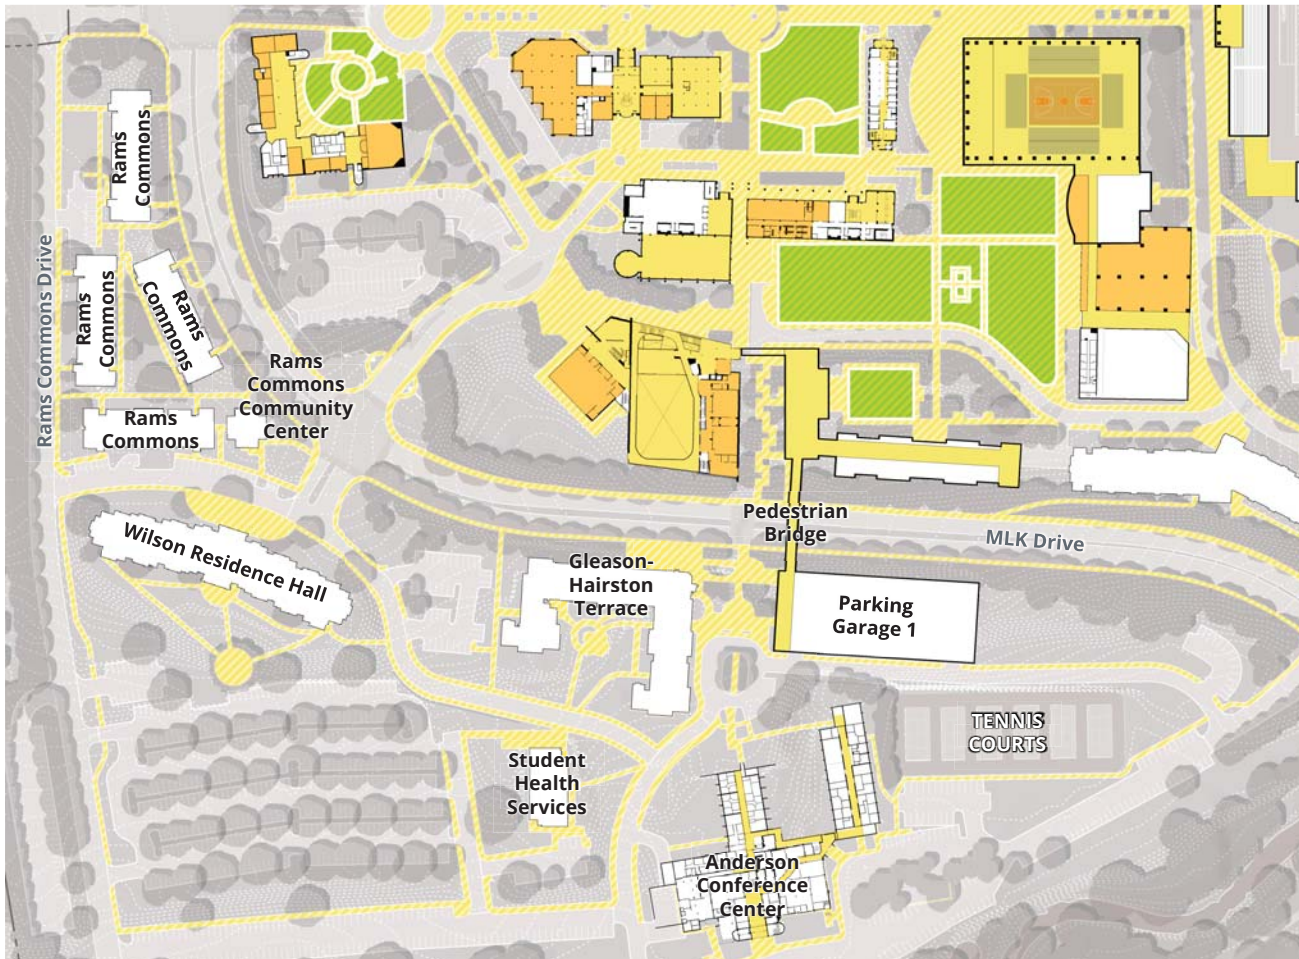 Rams
Commons
Rams Commons Drive
Rams
Commons
Rams
Commons
Rams
Commons
Community
Center
Rams
Commons
Wilson Residence Hall
Pedestrian
Bridge
MLK Drive
Gleason-
Hairston
Terrace
Parking
Garage 1
TENNIS
COURTS
Student
Health
Services
Anderson
Conference
Center